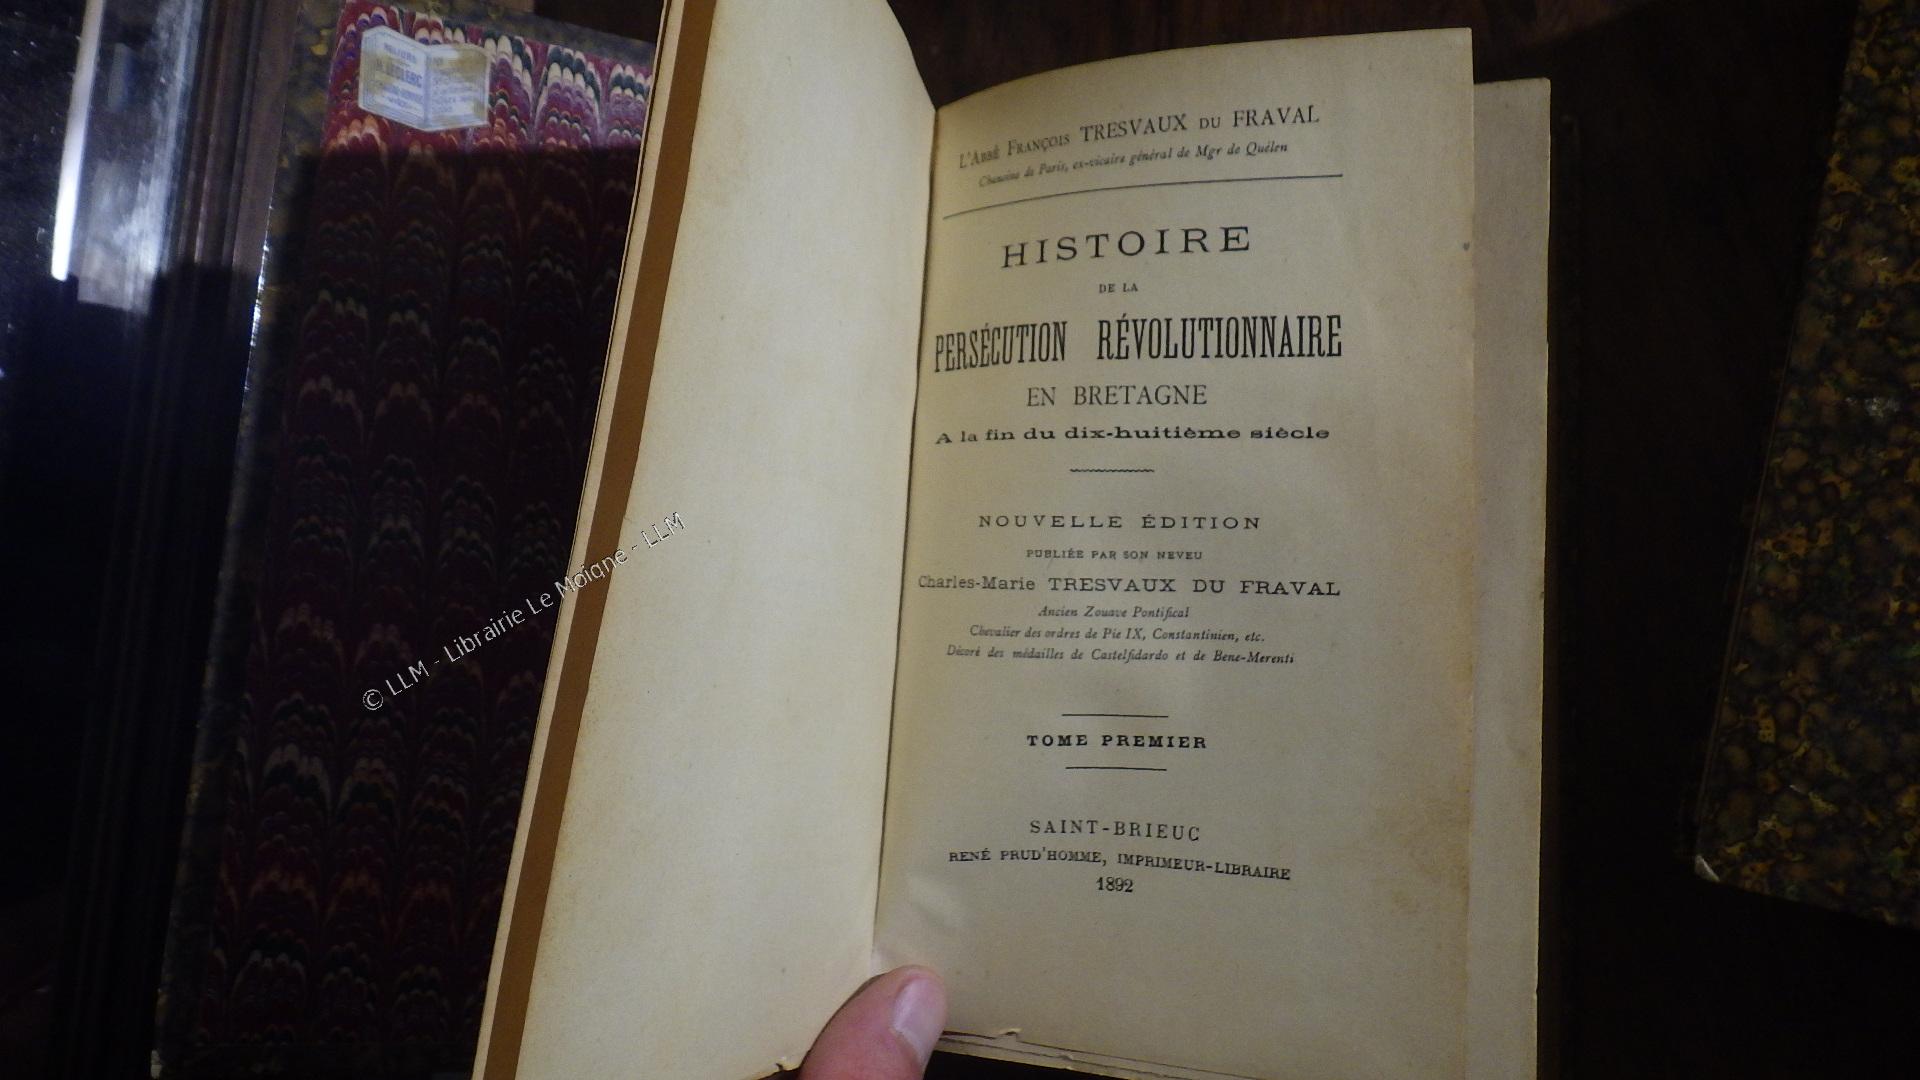 RELIURE
LECLERC
L'ABBÉ FRANÇOIS TRESVAUX DU FRAVAL
Chanoine de Paris, ex-vicaire général de Mgr de Quélen
HISTOIRE
DE LA
PERSÉCUTION RÉVOLUTIONNAIRE
EN BRETAGNE
A la fin du dix-huitième siècle
NOUVELLE ÉDITION
PUBLIÉE PAR SON NEVEU
Charles-Marie TRESVAUX DU FRAVAL
Ancien Zouave Pontifical
Chevalier des ordres de Pie IX, Constantinien, etc.
Décoré des médailles de Castelfidardo et de Bene-Merenti
TOME PREMIER
SAINT-BRIEUC
RENÉ PRUD'HOMME, IMPRIMEUR-LIBRAIRE
1892
© LLM - Librairie Le Moigne - LLM